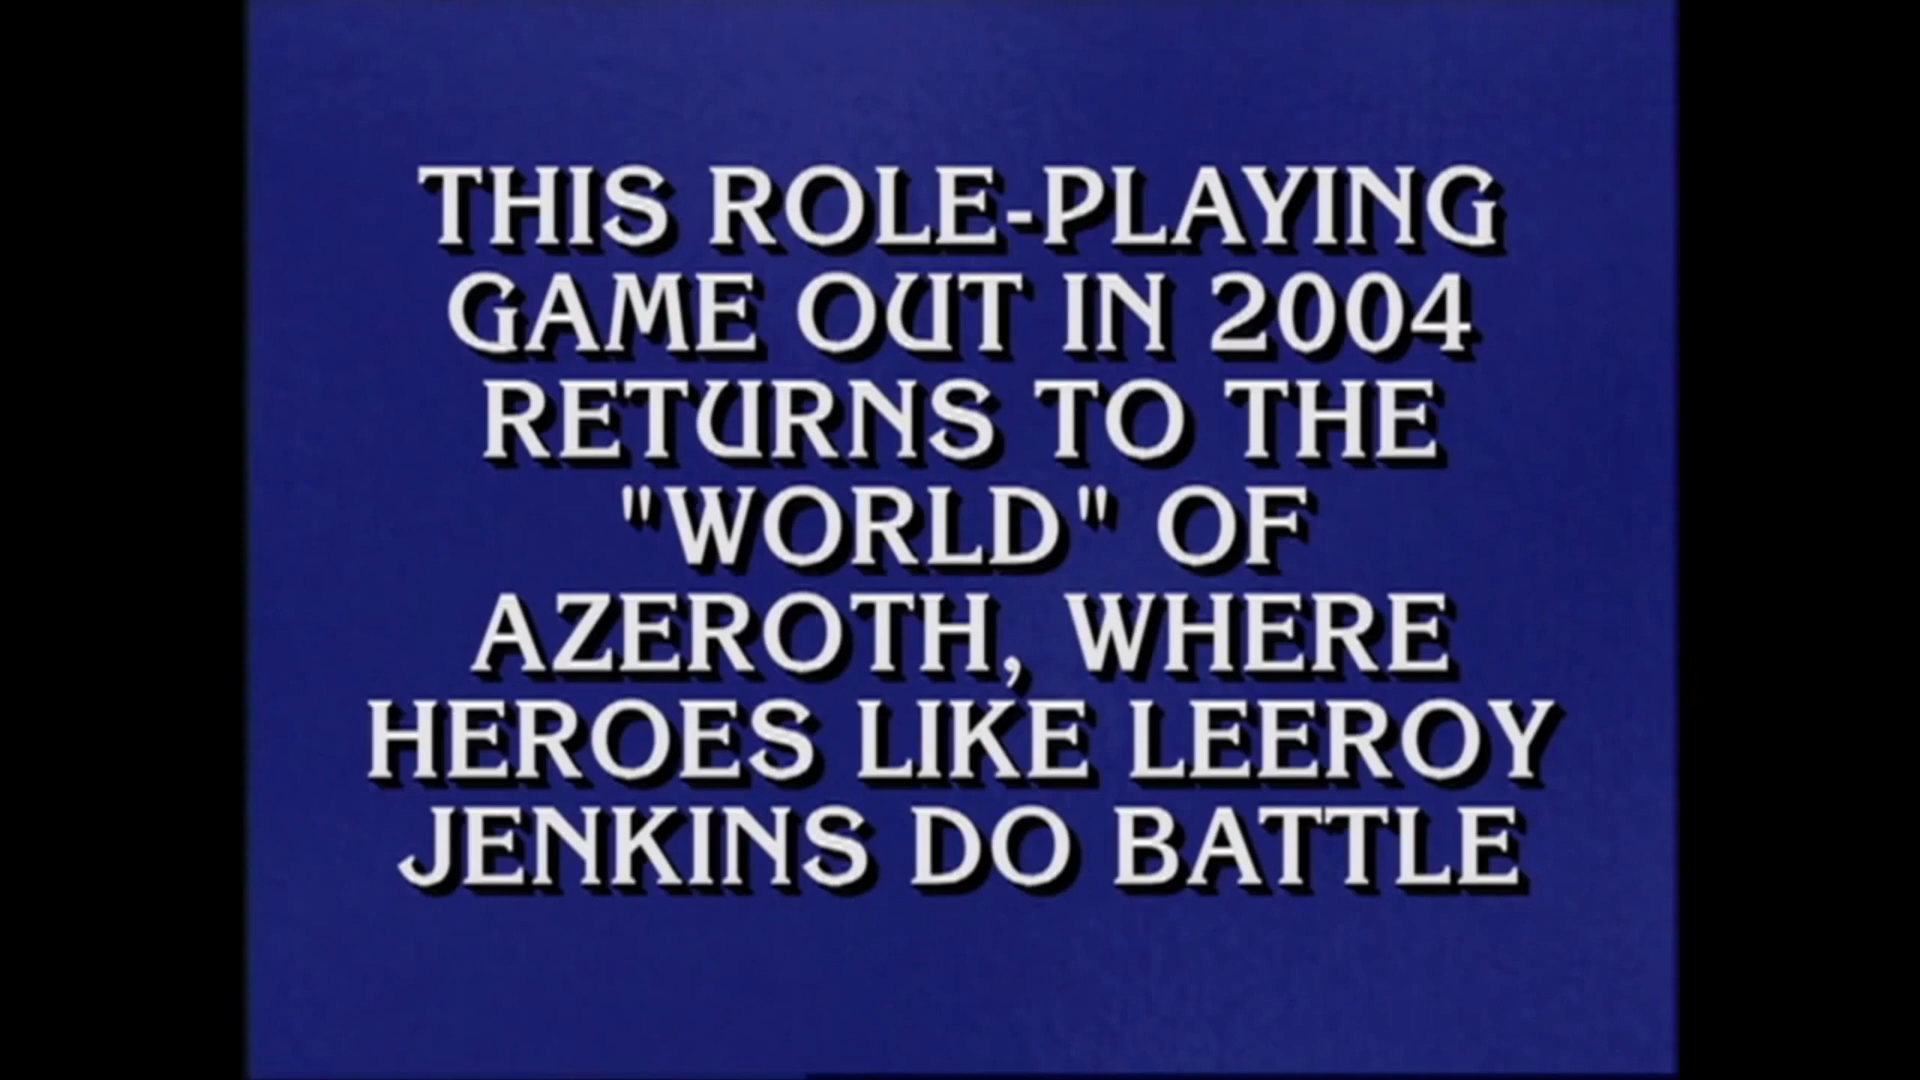 THIS ROLE-PLAYING
GAME OUT IN 2004
RETURNS TO THE
"WORLD" OF
AZEROTH, WHERE
HEROES LIKE LEEROY
JENKINS DO BATTLE